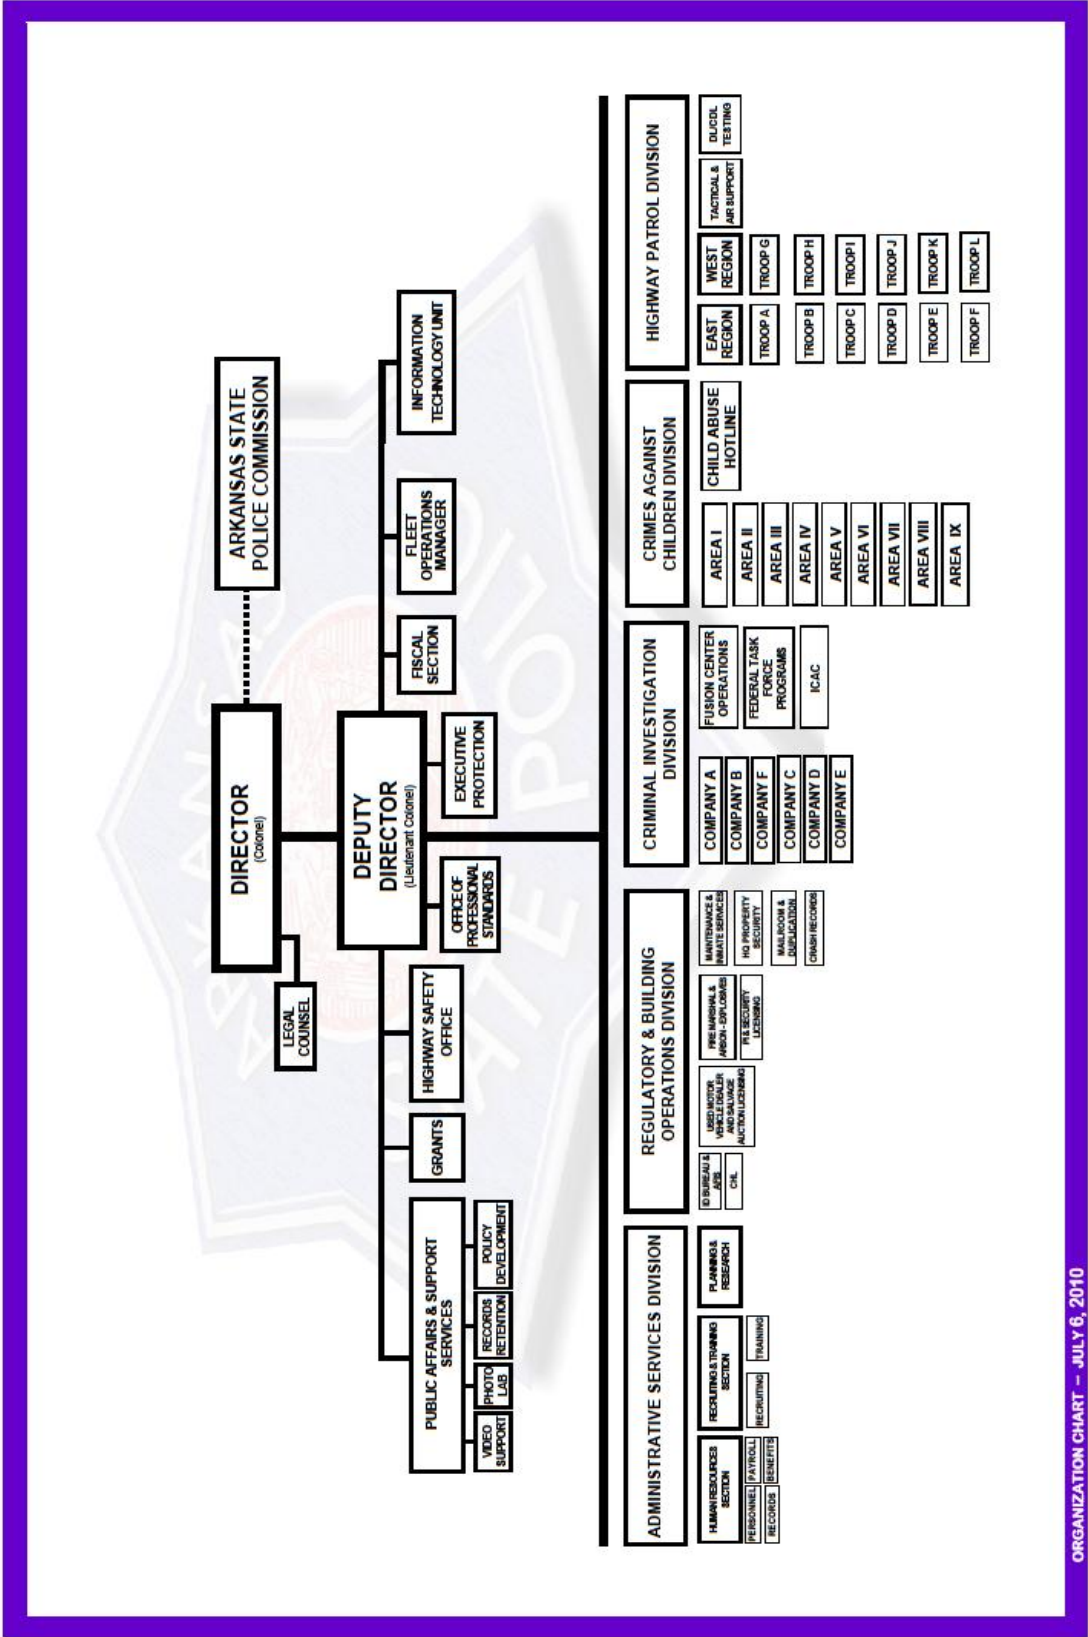 ARKANSAS STATE
POLICE COMMISSION
DIRECTOR
(Colonel)
LEGAL
COUNSEL
DEPUTY
DIRECTOR
(Lieutenant Colonel)
PUBLIC AFFAIRS & SUPPORT
SERVICES
VIDEO
SUPPORT
PHOTO
LAB
RECORDS
RETENTION
POLICY
DEVELOPMENT
GRANTS
HIGHWAY SAFETY
OFFICE
OFFICE OF
PROFESSIONAL
STANDARDS
EXECUTIVE
PROTECTION
FISCAL
SECTION
FLEET
OPERATIONS
MANAGER
INFORMATION
TECHNOLOGY UNIT
ADMINISTRATIVE SERVICES DIVISION
HUMAN RESOURCES
SECTION
PERSONNEL
PAYROLL
RECORDS
BENEFITS
RECRUITING & TRAINING
SECTION
RECRUITING
TRAINING
PLANNING &
RESEARCH
REGULATORY & BUILDING
OPERATIONS DIVISION
ID BUREAU &
AFIS
CHL
USED MOTOR
VEHICLE DEALER
AND SALVAGE
AUCTION LICENSING
FIRE MARSHAL &
ARSON - EXPLOSIVES
PI & SECURITY
LICENSING
MAINTENANCE &
INMATE SERVICES
HQ PROPERTY
SECURITY
MAILROOM &
DUPLICATION
CRASH RECORDS
CRIMINAL INVESTIGATION
DIVISION
COMPANY A
COMPANY B
COMPANY F
COMPANY C
COMPANY D
COMPANY E
FUSION CENTER
OPERATIONS
FEDERAL TASK
FORCE
PROGRAMS
ICAC
CRIMES AGAINST
CHILDREN DIVISION
AREA I
AREA II
AREA III
AREA IV
AREA V
AREA VI
AREA VII
AREA VIII
AREA IX
CHILD ABUSE
HOTLINE
HIGHWAY PATROL DIVISION
EAST
REGION
TROOP A
TROOP B
TROOP C
TROOP D
TROOP E
TROOP F
WEST
REGION
TROOP G
TROOP H
TROOP I
TROOP J
TROOP K
TROOP L
TACTICAL &
AIR SUPPORT
DL/CDL
TESTING
ORGANIZATION CHART – JULY 6, 2010